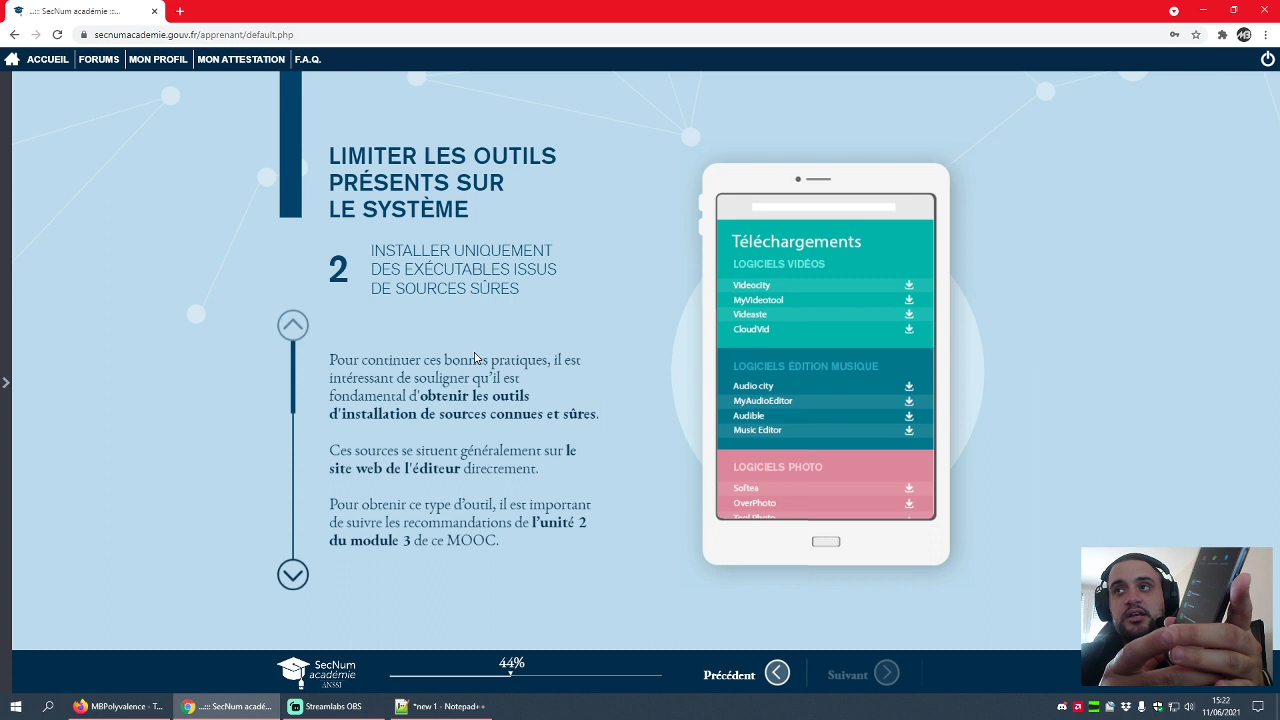 ..:: SecNum académie ::...
secnumacademie.gouv.fr/apprenant/default.php
ACCUEIL
FORUMS
MON PROFIL
MON ATTESTATION
F.A.Q.
LIMITER LES OUTILS
PRÉSENTS SUR
LE SYSTÈME
2
INSTALLER UNIQUEMENT
DES EXÉCUTABLES ISSUS
DE SOURCES SÛRES
Pour continuer ces bonnes pratiques, il est
intéressant de souligner qu'il est
fondamental d'obtenir les outils
d'installation de sources connues et sûres.
Ces sources se situent généralement sur le
site web de l'éditeur directement.
Pour obtenir ce type d'outil, il est important
de suivre les recommandations de l'unité 2
du module 3 de ce MOOC.
Téléchargements
LOGICIELS VIDÉOS
Videocity
MyVideotool
Videaste
CloudVid
LOGICIELS ÉDITION MUSIQUE
Audio city
MyAudioEditor
Audible
Music Editor
LOGICIELS PHOTO
Softea
OverPhoto
Tool Photo
SecNum
académie
ANSSI
44%
Précédent
Suivant
MBPolyvalence - T...
..:: SecNum acadé...
Streamlabs OBS
*new 1 - Notepad++
15:22
11/06/2021